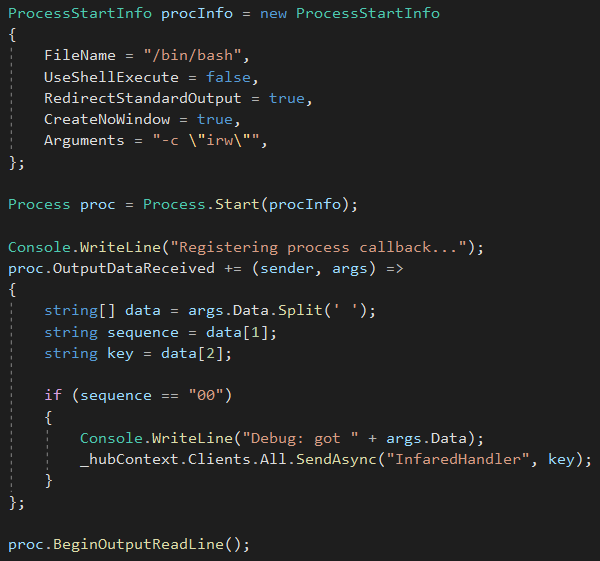 ProcessStartInfo procInfo = new ProcessStartInfo
{
    FileName = "/bin/bash",
    UseShellExecute = false,
    RedirectStandardOutput = true,
    CreateNoWindow = true,
    Arguments = "-c \"irw\"",
};

Process proc = Process.Start(procInfo);

Console.WriteLine("Registering process callback...");
proc.OutputDataReceived += (sender, args) =>
{
    string[] data = args.Data.Split(' ');
    string sequence = data[1];
    string key = data[2];

    if (sequence == "00")
    {
        Console.WriteLine("Debug: got " + args.Data);
        _hubContext.Clients.All.SendAsync("InfaredHandler", key);
    }
};

proc.BeginOutputReadLine();